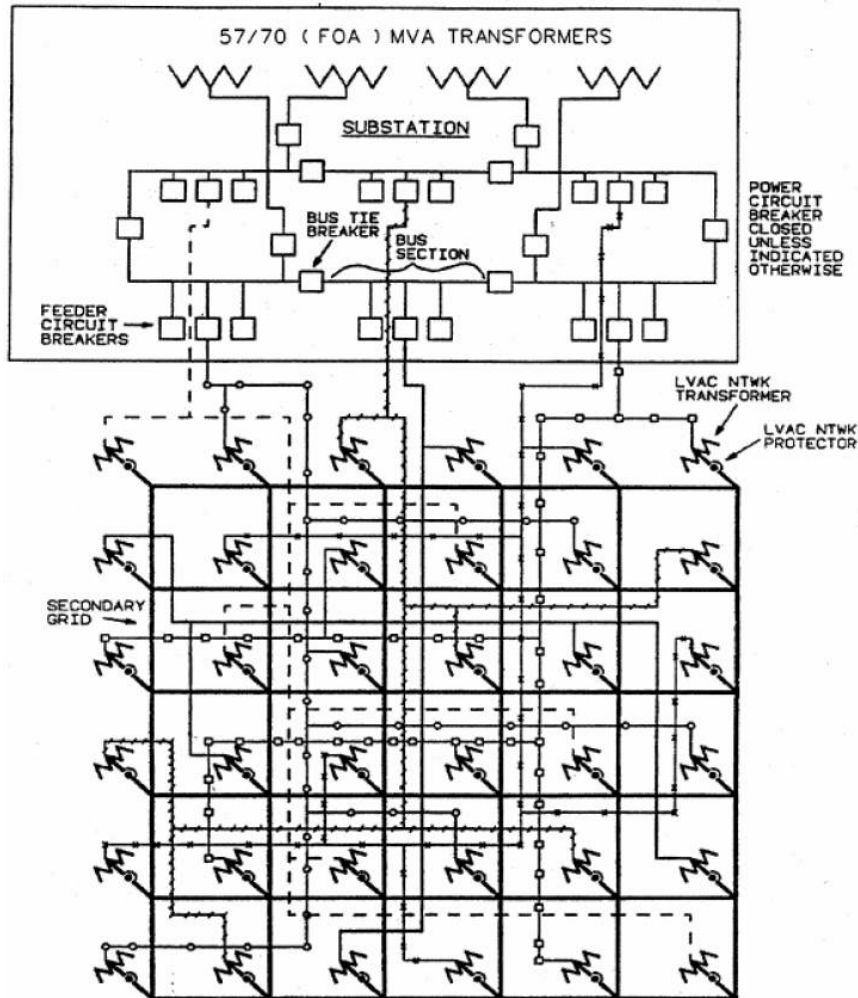 57/70 ( FOA ) MVA TRANSFORMERS
SUBSTATION
BUS TIE
BREAKER
BUS
SECTION
POWER
CIRCUIT
BREAKER
CLOSED
UNLESS
INDICATED
OTHERWISE
FEEDER
CIRCUIT
BREAKERS
LVAC NTWK
TRANSFORMER
LVAC NTWK
PROTECTOR
SECONDARY
GRID